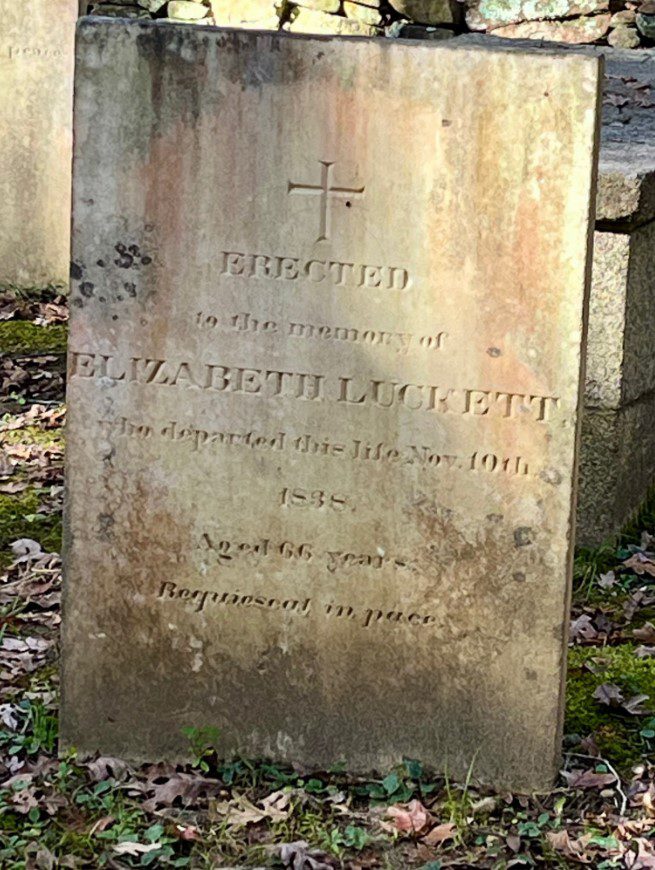 peace
ERECTED
to the memory of
ELIZABETH LUCKETT
who departed this life Nov. 10th.
1838.
Aged 66 years.
Requiescat in pace.